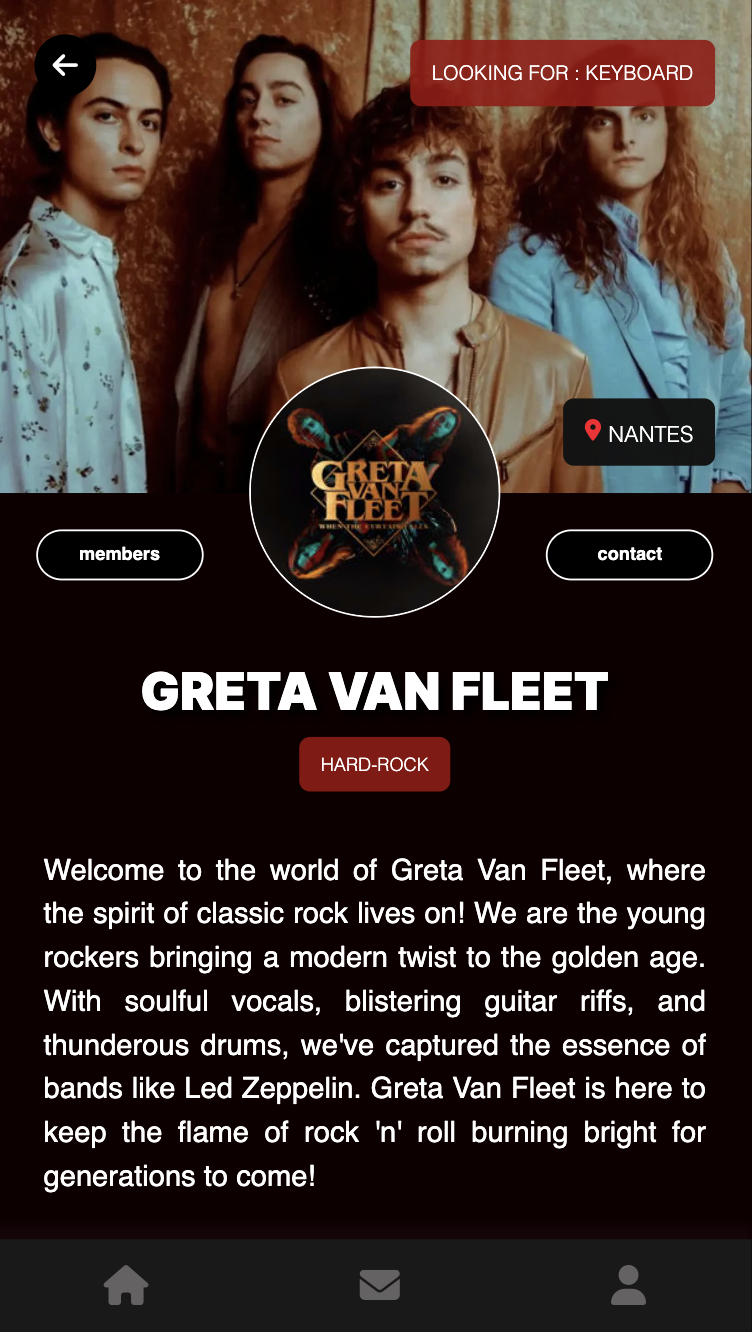 LOOKING FOR : KEYBOARD
NANTES
GRETA
VAN
FLEET
WHEN THE CURTAIN FALLS
members
contact
GRETA VAN FLEET
HARD-ROCK
Welcome to the world of Greta Van Fleet, where
the spirit of classic rock lives on! We are the young
rockers bringing a modern twist to the golden age.
With soulful vocals, blistering guitar riffs, and
thunderous drums, we've captured the essence of
bands like Led Zeppelin. Greta Van Fleet is here to
keep the flame of rock 'n' roll burning bright for
generations to come!